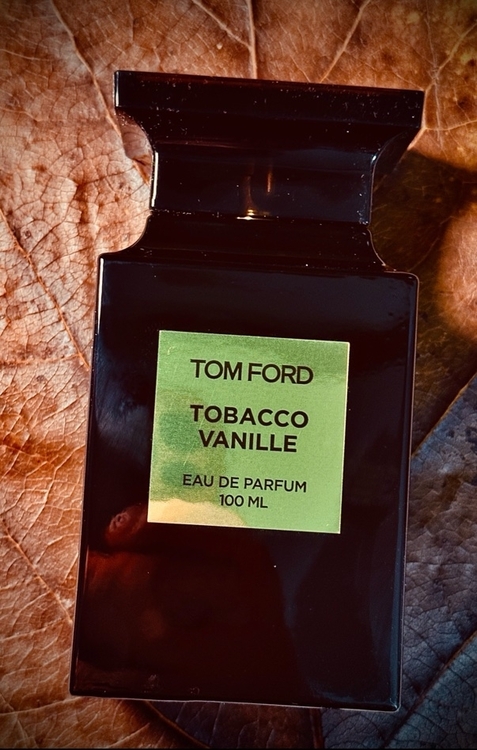 TOM FORD
TOBACCO
VANILLE
EAU DE PARFUM
100 ML